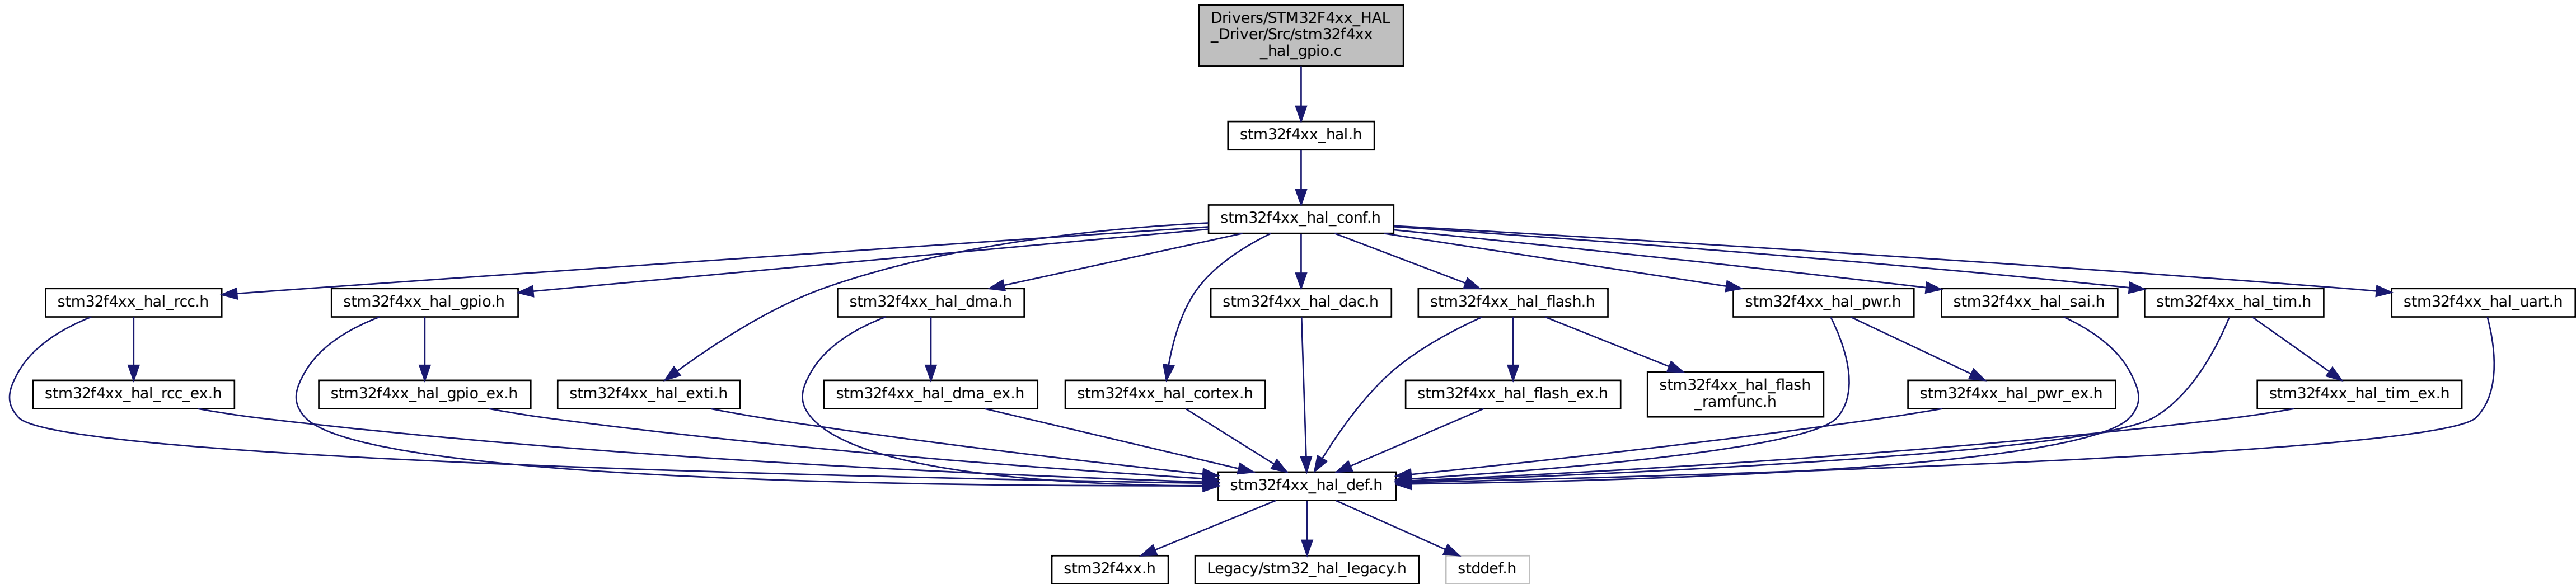 Drivers/STM32F4xx_HAL
_Driver/Src/stm32f4xx
_hal_gpio.c
stm32f4xx_hal.h
stm32f4xx_hal_conf.h
stm32f4xx_hal_rcc.h
stm32f4xx_hal_gpio.h
stm32f4xx_hal_dma.h
stm32f4xx_hal_dac.h
stm32f4xx_hal_flash.h
stm32f4xx_hal_pwr.h
stm32f4xx_hal_sai.h
stm32f4xx_hal_tim.h
stm32f4xx_hal_uart.h
stm32f4xx_hal_rcc_ex.h
stm32f4xx_hal_gpio_ex.h
stm32f4xx_hal_exti.h
stm32f4xx_hal_dma_ex.h
stm32f4xx_hal_cortex.h
stm32f4xx_hal_flash_ex.h
stm32f4xx_hal_flash
_ramfunc.h
stm32f4xx_hal_pwr_ex.h
stm32f4xx_hal_tim_ex.h
stm32f4xx_hal_def.h
stm32f4xx.h
Legacy/stm32_hal_legacy.h
stddef.h